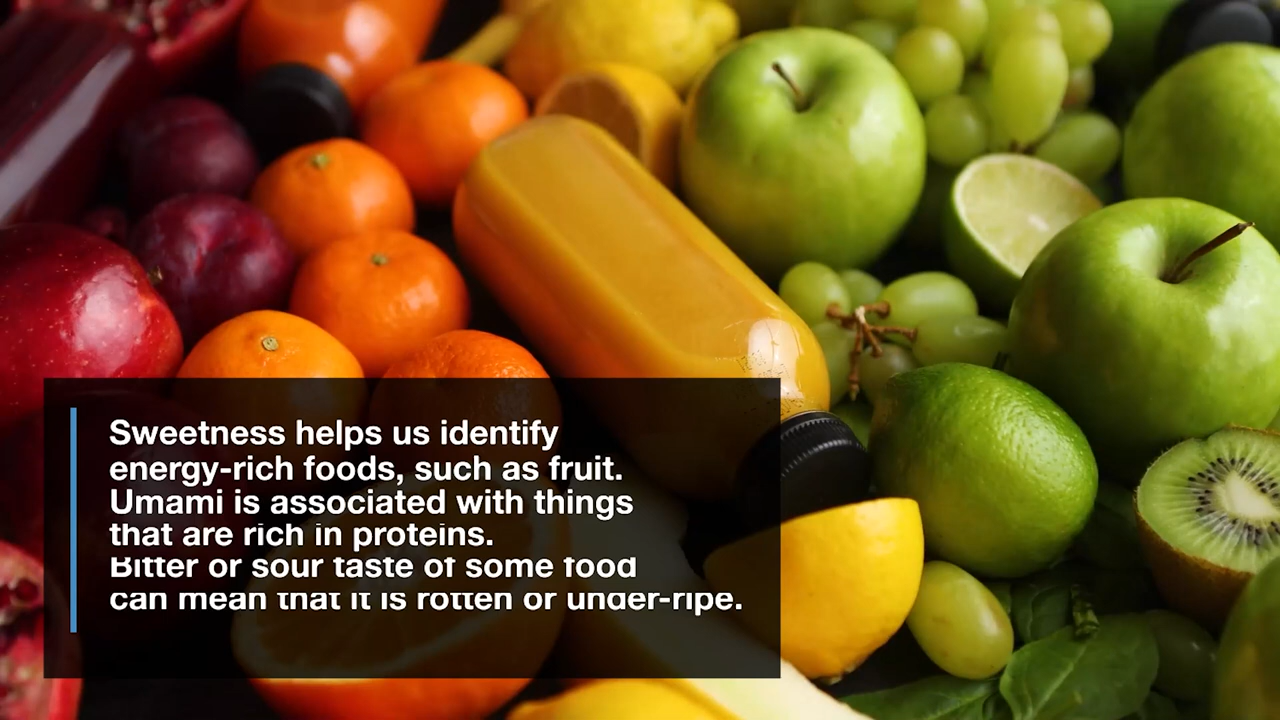 Sweetness helps us identify
energy-rich foods, such as fruit.
Umami is associated with things
that are rich in proteins.
Bitter or sour taste of some food
can mean that it is rotten or under-ripe.